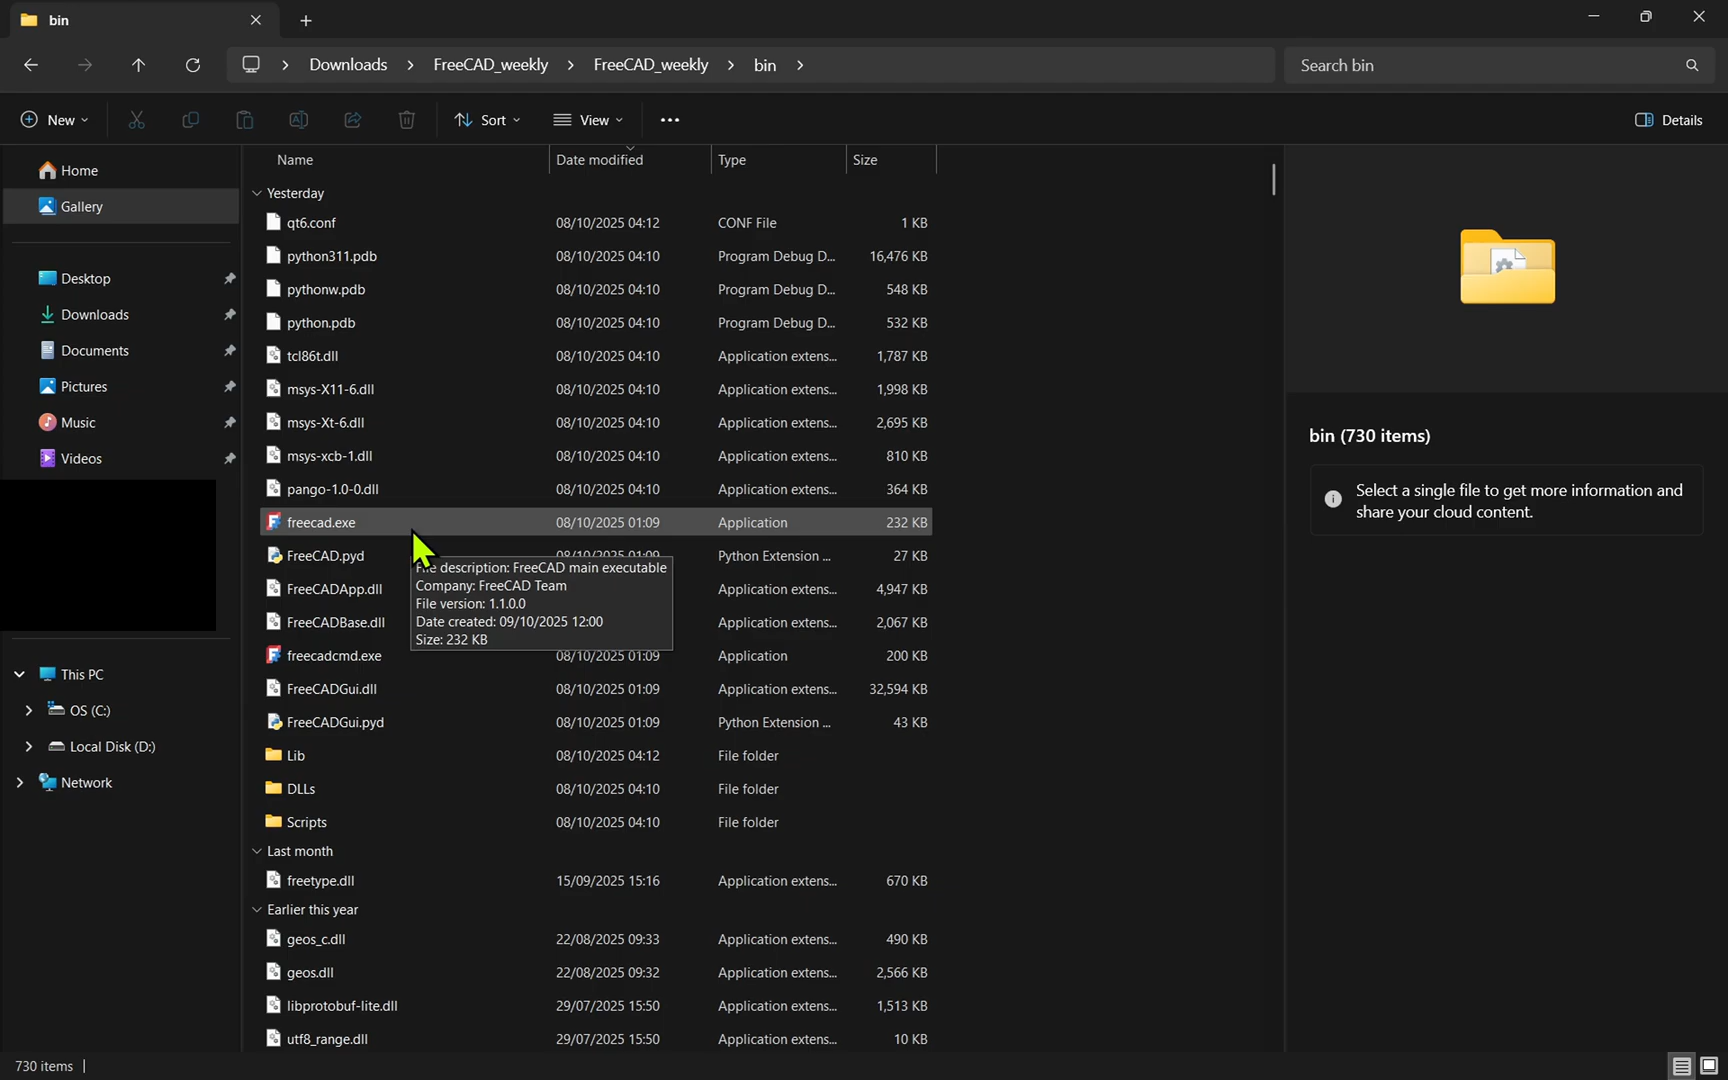 bin
Downloads > FreeCAD_weekly > FreeCAD_weekly > bin >
Search bin
New
Sort
View
Details
Home
Gallery
Desktop
Downloads
Documents
Pictures
Music
Videos
This PC
OS (C:)
Local Disk (D:)
Network
Name Date modified Type Size
Yesterday
qt6.conf 08/10/2025 04:12 CONF File 1 KB
python311.pdb 08/10/2025 04:10 Program Debug D... 16,476 KB
pythonw.pdb 08/10/2025 04:10 Program Debug D... 548 KB
python.pdb 08/10/2025 04:10 Program Debug D... 532 KB
tcl86t.dll 08/10/2025 04:10 Application extens... 1,787 KB
msys-X11-6.dll 08/10/2025 04:10 Application extens... 1,998 KB
msys-Xt-6.dll 08/10/2025 04:10 Application extens... 2,695 KB
msys-xcb-1.dll 08/10/2025 04:10 Application extens... 810 KB
pango-1.0-0.dll 08/10/2025 04:10 Application extens... 364 KB
freecad.exe 08/10/2025 01:09 Application 232 KB
FreeCAD.pyd 08/10/2025 01:09 Python Extension ... 27 KB
FreeCADApp.dll Application extens... 4,947 KB
FreeCADBase.dll Application extens... 2,067 KB
freecadcmd.exe 08/10/2025 01:09 Application 200 KB
FreeCADGui.dll 08/10/2025 01:09 Application extens... 32,594 KB
FreeCADGui.pyd 08/10/2025 01:09 Python Extension ... 43 KB
Lib 08/10/2025 04:12 File folder
DLLs 08/10/2025 04:10 File folder
Scripts 08/10/2025 04:10 File folder
Last month
freetype.dll 15/09/2025 15:16 Application extens... 670 KB
Earlier this year
geos_c.dll 22/08/2025 09:33 Application extens... 490 KB
geos.dll 22/08/2025 09:32 Application extens... 2,566 KB
libprotobuf-lite.dll 29/07/2025 15:50 Application extens... 1,513 KB
utf8_range.dll 29/07/2025 15:50 Application extens... 10 KB
File description: FreeCAD main executable
Company: FreeCAD Team
File version: 1.1.0.0
Date created: 09/10/2025 12:00
Size: 232 KB
bin (730 items)
Select a single file to get more information and
share your cloud content.
730 items